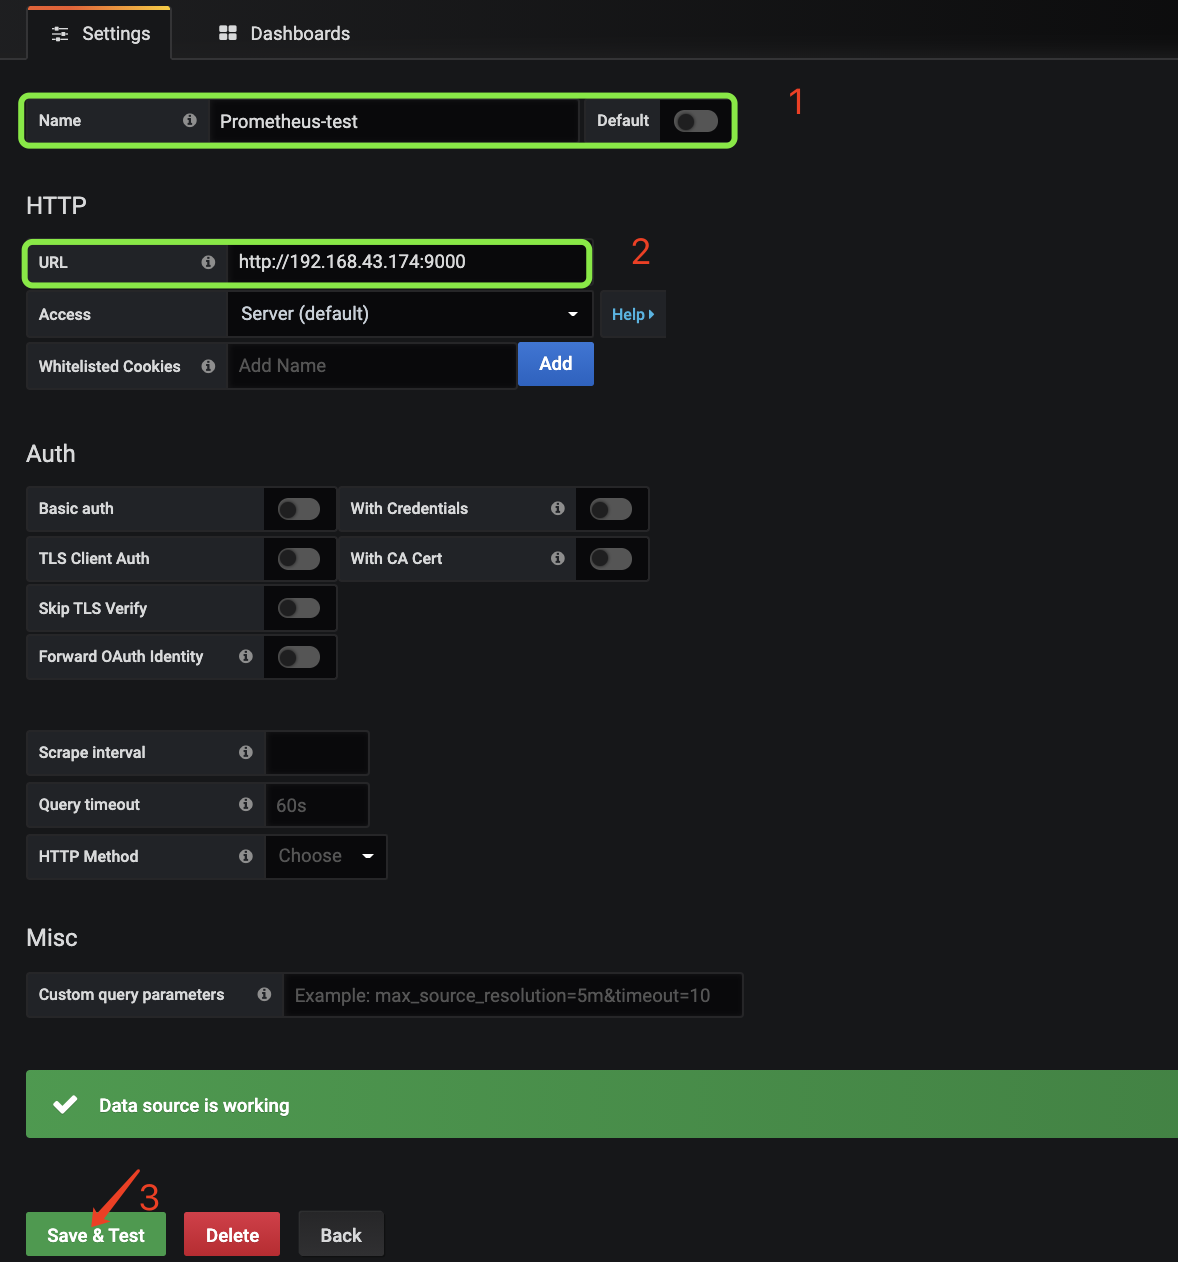 Settings Dashboards
Name Prometheus-test Default 1
HTTP
URL http://192.168.43.174:9000 2
Access Server (default) Help
Whitelisted Cookies Add Name Add
Auth
Basic auth With Credentials
TLS Client Auth With CA Cert
Skip TLS Verify
Forward OAuth Identity
Scrape interval
Query timeout 60s
HTTP Method Choose
Misc
Custom query parameters Example: max_source_resolution=5m&timeout=10
Data source is working
3
Save & Test Delete Back